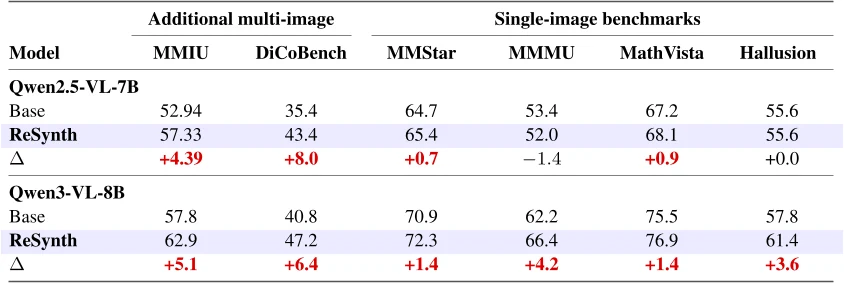 Additional multi-image Single-image benchmarks
Model MMIU DiCoBench MMStar MMMU MathVista Hallusion
Qwen2.5-VL-7B
Base 52.94 35.4 64.7 53.4 67.2 55.6
ReSynth 57.33 43.4 65.4 52.0 68.1 55.6
Δ +4.39 +8.0 +0.7 −1.4 +0.9 +0.0
Qwen3-VL-8B
Base 57.8 40.8 70.9 62.2 75.5 57.8
ReSynth 62.9 47.2 72.3 66.4 76.9 61.4
Δ +5.1 +6.4 +1.4 +4.2 +1.4 +3.6